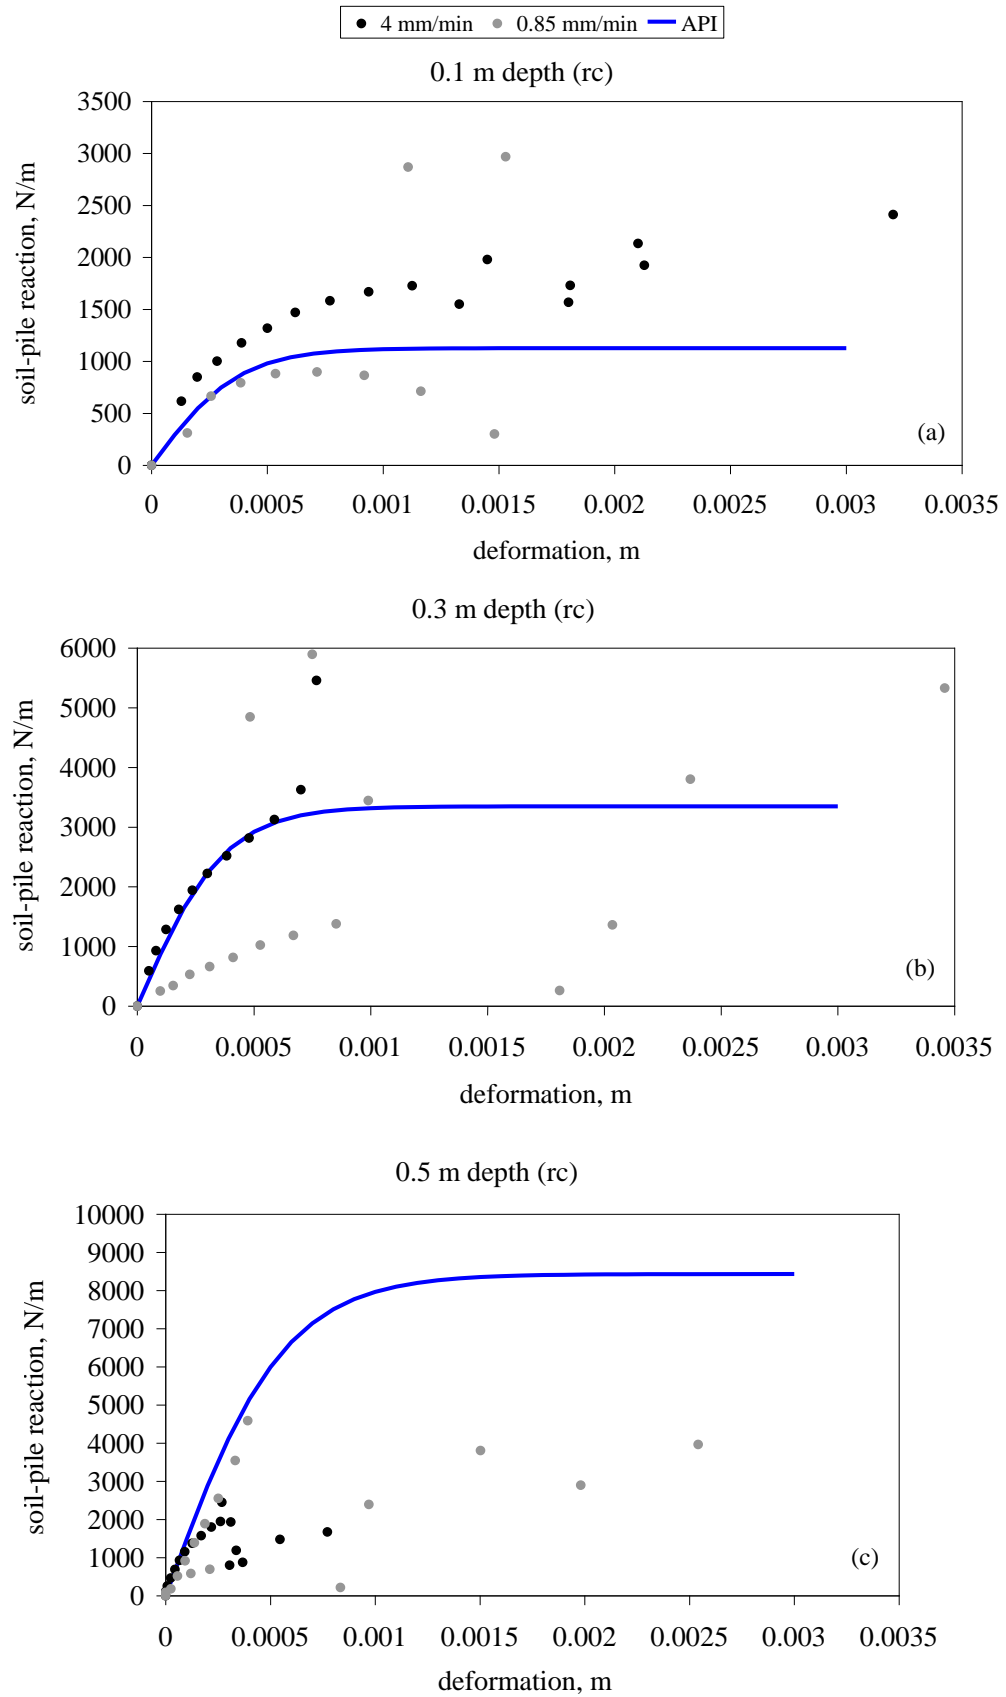 4 mm/min 0.85 mm/min API
0.1 m depth (rc)
3500
3000
2500
2000
1500
1000
500
0
soil-pile reaction, N/m
(a)
0 0.0005 0.001 0.0015 0.002 0.0025 0.003 0.0035
deformation, m
0.3 m depth (rc)
6000
5000
4000
3000
2000
1000
0
soil-pile reaction, N/m
(b)
0 0.0005 0.001 0.0015 0.002 0.0025 0.003 0.0035
deformation, m
0.5 m depth (rc)
10000
9000
8000
7000
6000
5000
4000
3000
2000
1000
0
soil-pile reaction, N/m
(c)
0 0.0005 0.001 0.0015 0.002 0.0025 0.003 0.0035
deformation, m